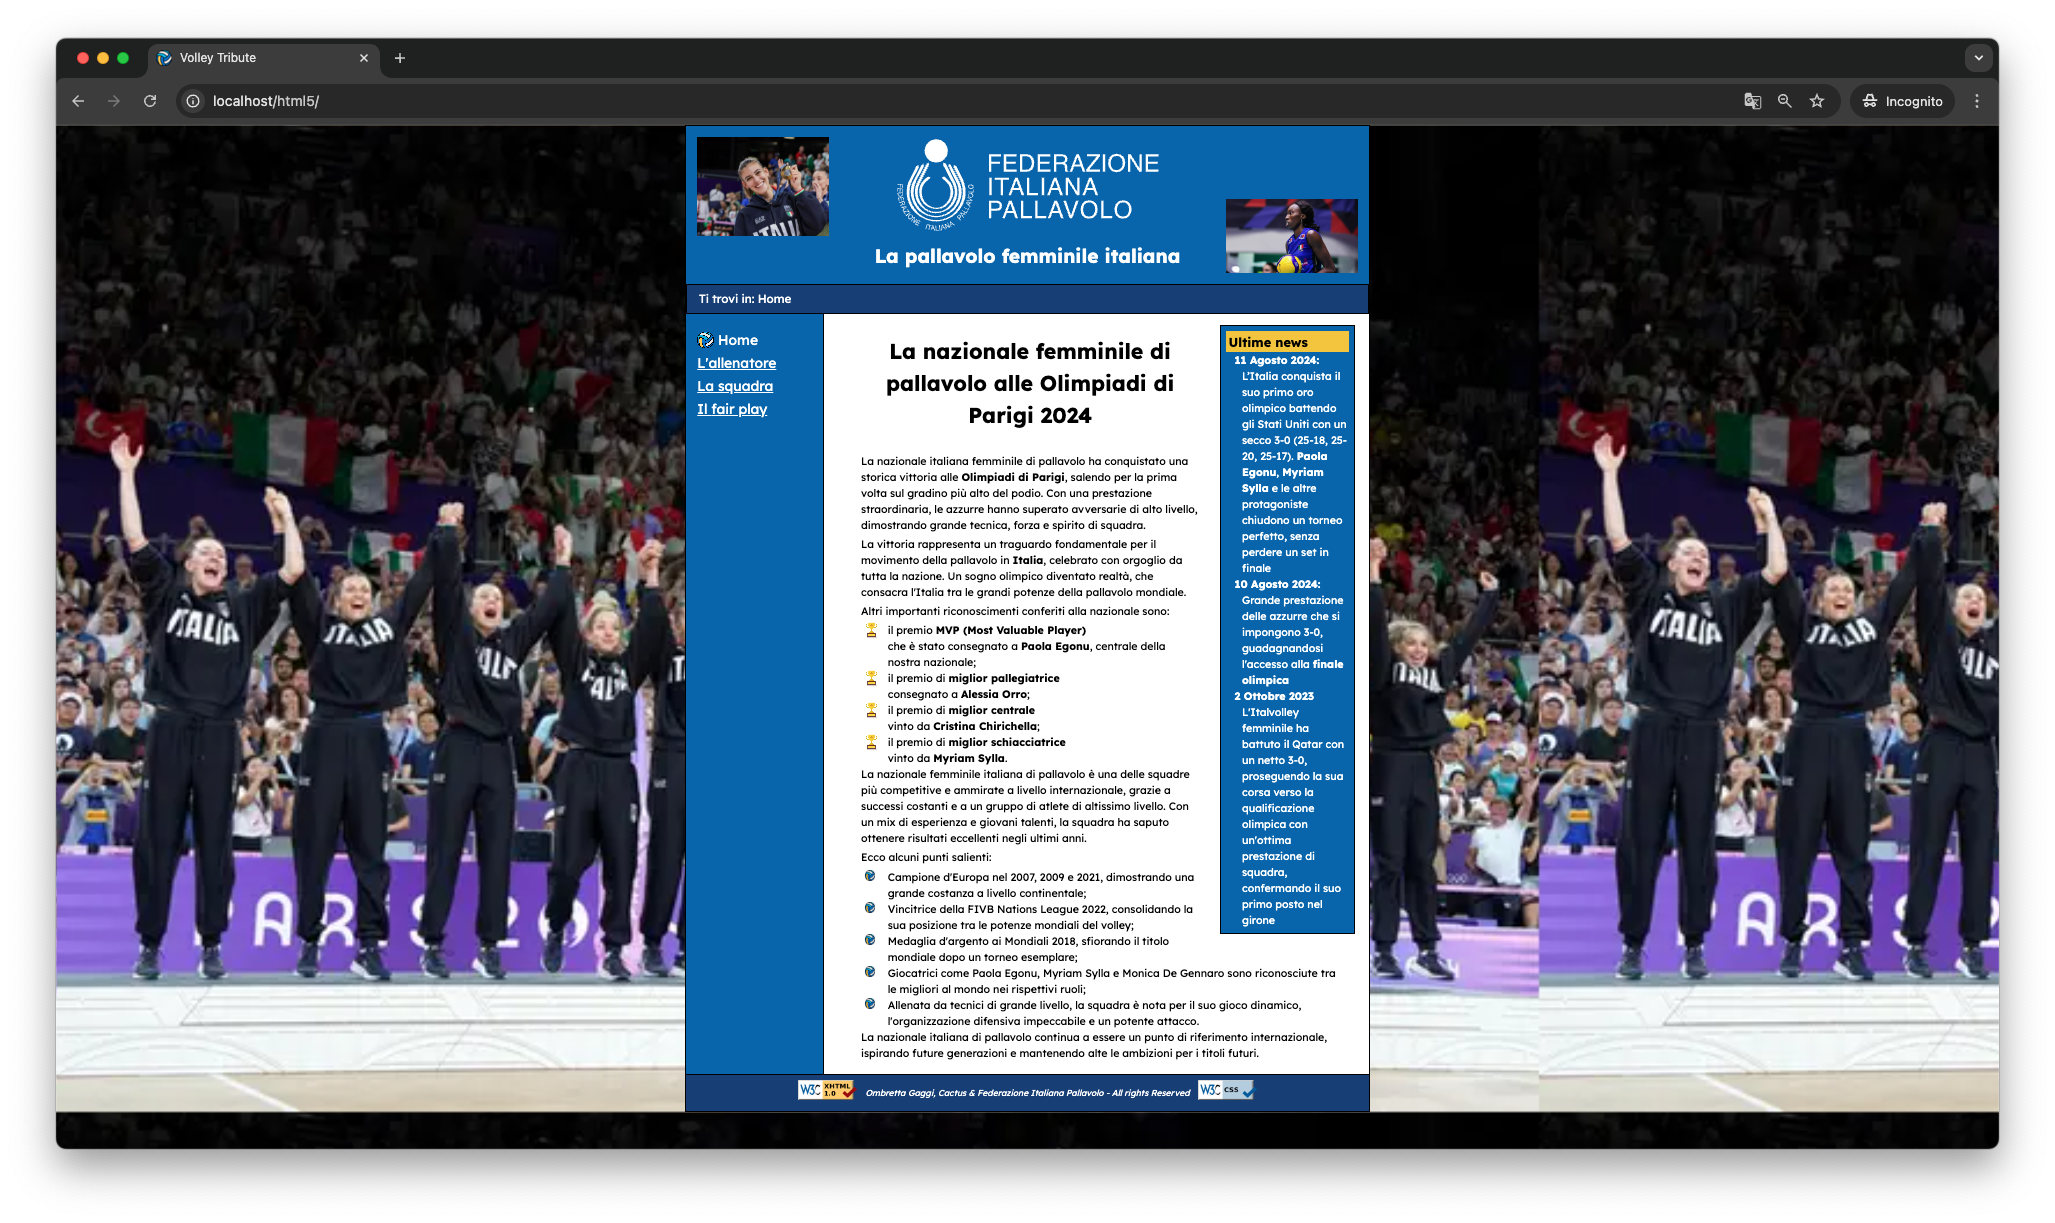 Volley Tribute
localhost/html5/
Incognito
FEDERAZIONE
ITALIANA
PALLAVOLO
FEDERAZIONE ITALIANA PALLAVOLO
ITALIA
La pallavolo femminile italiana
Ti trovi in: Home
Home
L'allenatore
La squadra
Il fair play
La nazionale femminile di
pallavolo alle Olimpiadi di
Parigi 2024
La nazionale italiana femminile di pallavolo ha conquistato una
storica vittoria alle Olimpiadi di Parigi, salendo per la prima
volta sul gradino più alto del podio. Con una prestazione
straordinaria, le azzurre hanno superato avversarie di alto livello,
dimostrando grande tecnica, forza e spirito di squadra.
La vittoria rappresenta un traguardo fondamentale per il
movimento della pallavolo in Italia, celebrato con orgoglio da
tutta la nazione. Un sogno olimpico diventato realtà, che
consacra l'Italia tra le grandi potenze della pallavolo mondiale.
Altri importanti riconoscimenti conferiti alla nazionale sono:
il premio MVP (Most Valuable Player)
che è stato consegnato a Paola Egonu, centrale della
nostra nazionale;
il premio di miglior pallegiatrice
consegnato a Alessia Orro;
il premio di miglior centrale
vinto da Cristina Chirichella;
il premio di miglior schiacciatrice
vinto da Myriam Sylla.
La nazionale femminile italiana di pallavolo è una delle squadre
più competitive e ammirate a livello internazionale, grazie a
successi costanti e a un gruppo di atlete di altissimo livello. Con
un mix di esperienza e giovani talenti, la squadra ha saputo
ottenere risultati eccellenti negli ultimi anni.
Ecco alcuni punti salienti:
Campione d'Europa nel 2007, 2009 e 2021, dimostrando una
grande costanza a livello continentale;
Vincitrice della FIVB Nations League 2022, consolidando la
sua posizione tra le potenze mondiali del volley;
Medaglia d'argento ai Mondiali 2018, sfiorando il titolo
mondiale dopo un torneo esemplare;
Giocatrici come Paola Egonu, Myriam Sylla e Monica De Gennaro sono riconosciute tra
le migliori al mondo nei rispettivi ruoli;
Allenata da tecnici di grande livello, la squadra è nota per il suo gioco dinamico,
l'organizzazione difensiva impeccabile e un potente attacco.
La nazionale italiana di pallavolo continua a essere un punto di riferimento internazionale,
ispirando future generazioni e mantenendo alte le ambizioni per i titoli futuri.
Ultime news
11 Agosto 2024:
L'Italia conquista il
suo primo oro
olimpico battendo
gli Stati Uniti con un
secco 3-0 (25-18, 25-
20, 25-17). Paola
Egonu, Myriam
Sylla e le altre
protagoniste
chiudono un torneo
perfetto, senza
perdere un set in
finale
10 Agosto 2024:
Grande prestazione
delle azzurre che si
impongono 3-0,
guadagnandosi
l'accesso alla finale
olimpica
2 Ottobre 2023
L'Italvolley
femminile ha
battuto il Qatar con
un netto 3-0,
proseguendo la sua
corsa verso la
qualificazione
olimpica con
un'ottima
prestazione di
squadra,
confermando il suo
primo posto nel
girone
W3C XHTML 1.0
Ombretta Gaggi, Cactus & Federazione Italiana Pallavolo - All rights Reserved
W3C css
ITALIA
ITALIA
ITALIA
ITALIA
PARIS 20
ITALIA
ITALIA
PARIS 2